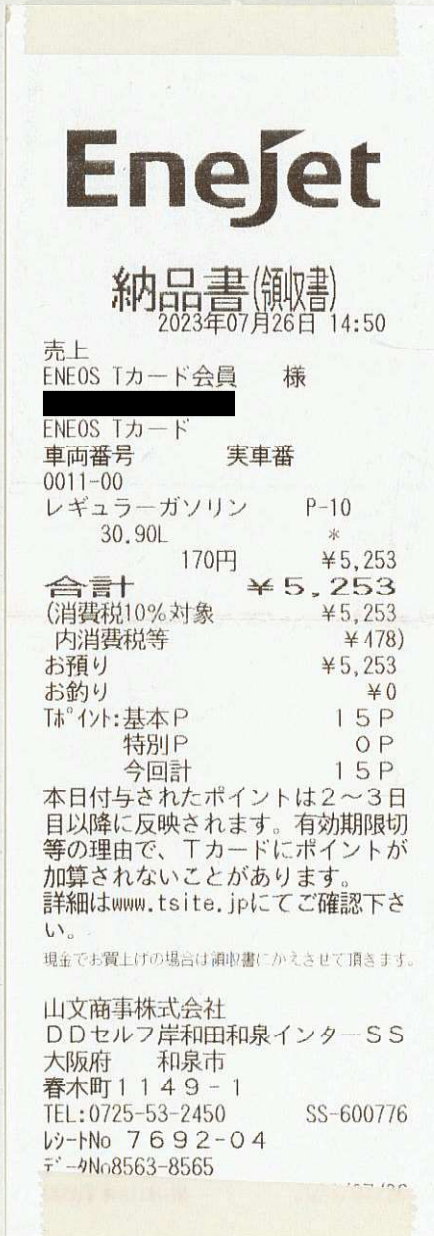 EneJet
納品書(領収書)
2023年07月26日 14:50
売上
ENEOS Tカード会員 様
ENEOS Tカード
車両番号 実車番
0011-00
レギュラーガソリン P-10
30.90L *
170円 ¥5,253
合計 ¥5,253
(消費税10%対象 ¥5,253
内消費税等 ¥478)
お預り ¥5,253
お釣り ¥0
Tポイント:基本P 15P
特別P 0P
今回計 15P
本日付与されたポイントは2～3日
目以降に反映されます。有効期限切
等の理由で、Tカードにポイントが
加算されないことがあります。
詳細はwww.tsite.jpにてご確認下さ
い。
現金でお買上げの場合は領収書にかえさせて頂きます。
山文商事株式会社
DDセルフ岸和田和泉インターSS
大阪府 和泉市
春木町1149-1
TEL:0725-53-2450 SS-600776
レシートNo 7692-04
データNo8563-8565